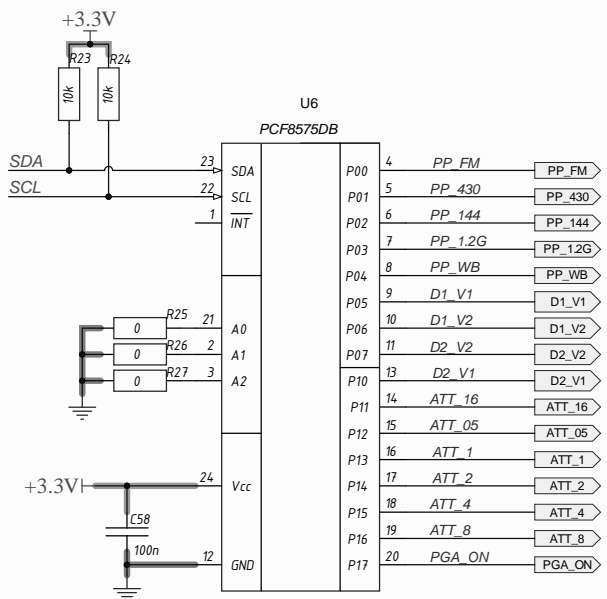 +3.3V
R23 R24
10k 10k
U6
PCF8575DB
SDA 23 SDA P00 4 PP_FM PP_FM
SCL 22 SCL P01 5 PP_430 PP_430
1 INT P02 6 PP_144 PP_144
P03 7 PP_1.2G PP_1.2G
P04 8 PP_WB PP_WB
P05 9 D1_V1 D1_V1
R25 0 21 A0 P06 10 D1_V2 D1_V2
R26 0 2 A1 P07 11 D2_V2 D2_V2
R27 0 3 A2 P10 13 D2_V1 D2_V1
P11 14 ATT_16 ATT_16
P12 15 ATT_05 ATT_05
P13 16 ATT_1 ATT_1
+3.3V 24 Vcc P14 17 ATT_2 ATT_2
C58 P15 18 ATT_4 ATT_4
100n P16 19 ATT_8 ATT_8
12 GND P17 20 PGA_ON PGA_ON